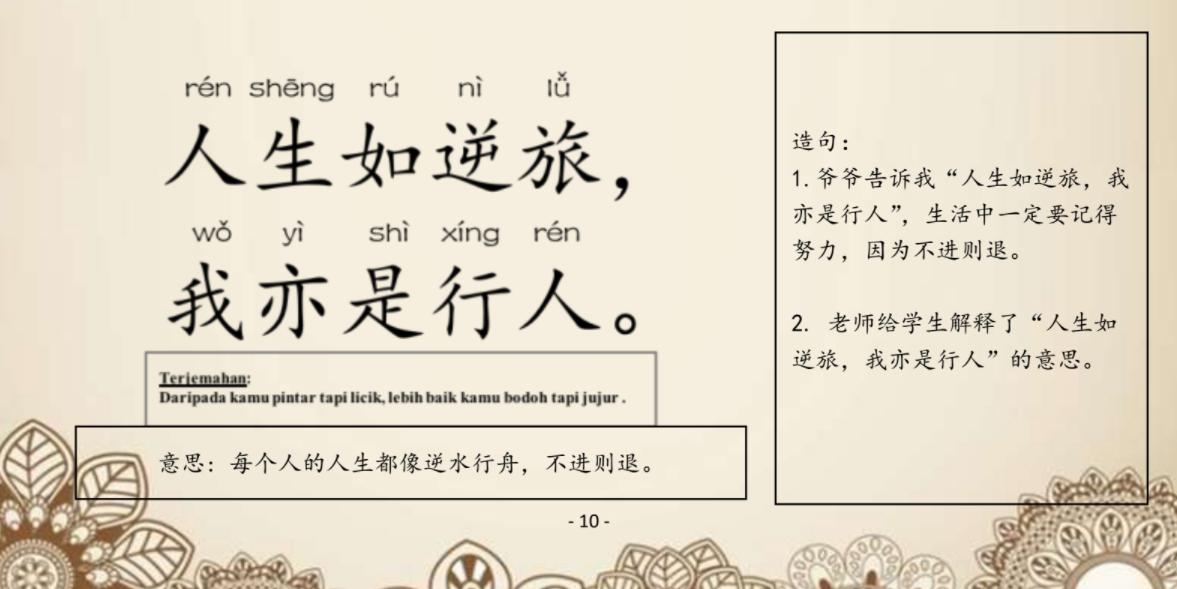 rén shēng rú nì lǚ
人生如逆旅，
wǒ yì shì xíng rén
我亦是行人。
Terjemahan:
Daripada kamu pintar tapi licik, lebih baik kamu bodoh tapi jujur .
意思：每个人的人生都像逆水行舟，不进则退。
造句：
1.爷爷告诉我“人生如逆旅，我
亦是行人”，生活中一定要记得
努力，因为不进则退。
2. 老师给学生解释了“人生如
逆旅，我亦是行人”的意思。
- 10 -